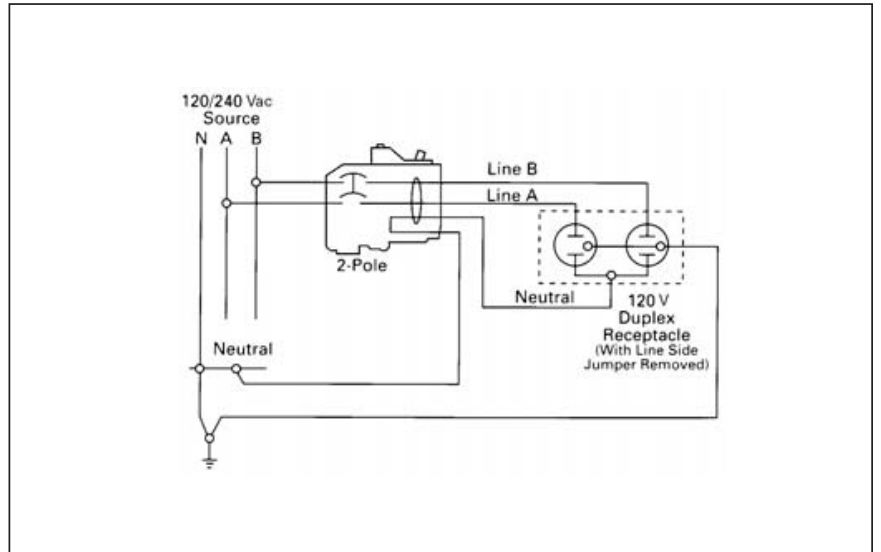 120/240 Vac
Source
N A B
Line B
Line A
2-Pole
Neutral
120 V
Duplex
Receptacle
(With Line Side
Jumper Removed)
Neutral